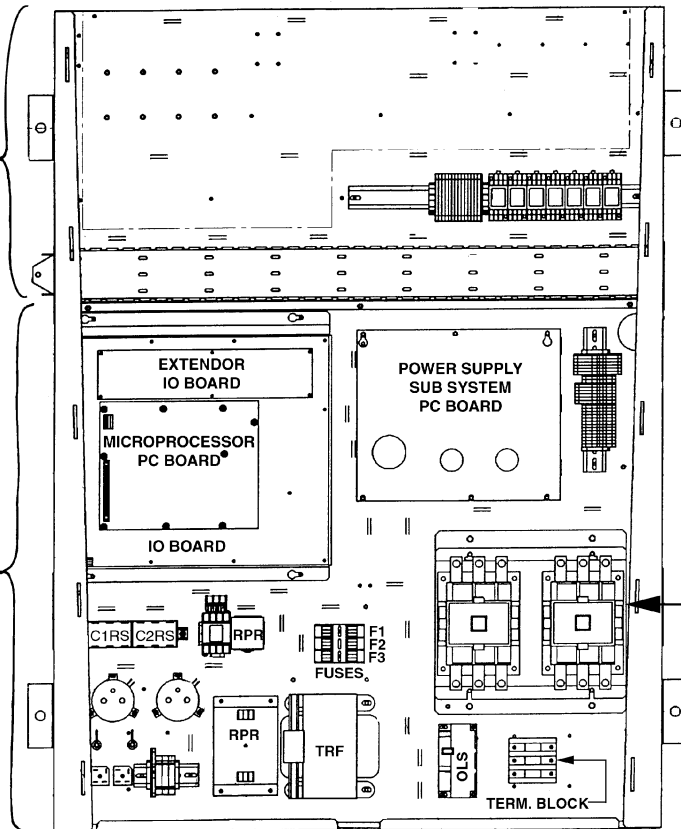 EXTENDOR
IO BOARD
POWER SUPPLY
SUB SYSTEM
PC BOARD
MICROPROCESSOR
PC BOARD
IO BOARD
C1RS
C2RS
RPR
F1
F2
F3
FUSES
RPR
TRF
OLS
TERM. BLOCK